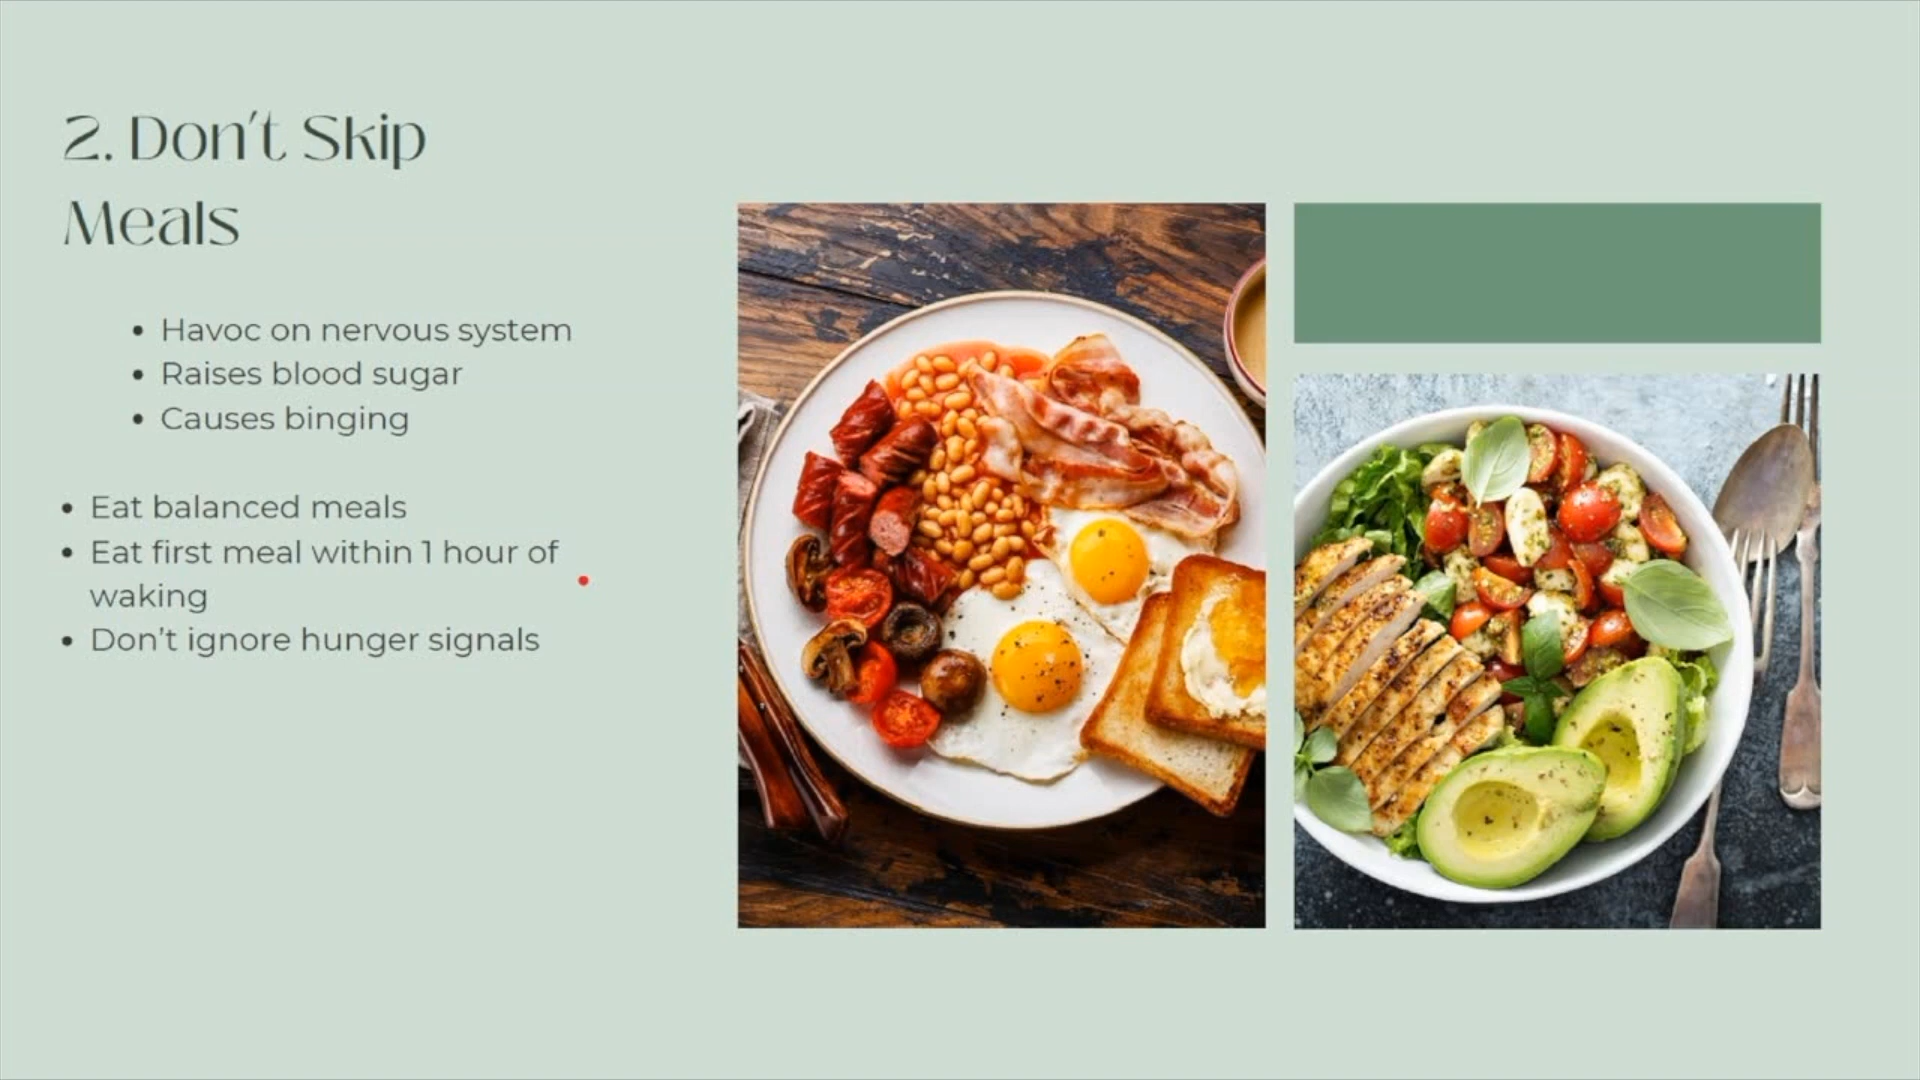 2. Don't Skip
Meals
• Havoc on nervous system
• Raises blood sugar
• Causes binging
• Eat balanced meals
• Eat first meal within 1 hour of
waking
• Don't ignore hunger signals